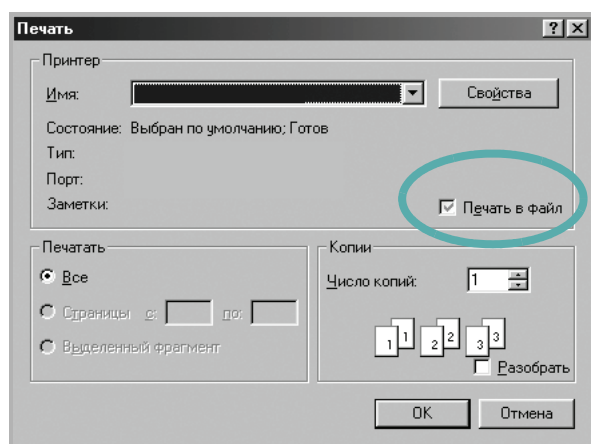 Печать
Принтер
Имя:
Свойства
Состояние: Выбран по умолчанию; Готов
Тип:
Порт:
Заметки:
Печать в файл
Печатать
Все
Страницы с: по:
Выделенный фрагмент
Копии
Число копий: 1
1 1 2 2 3 3
Разобрать
OK
Отмена